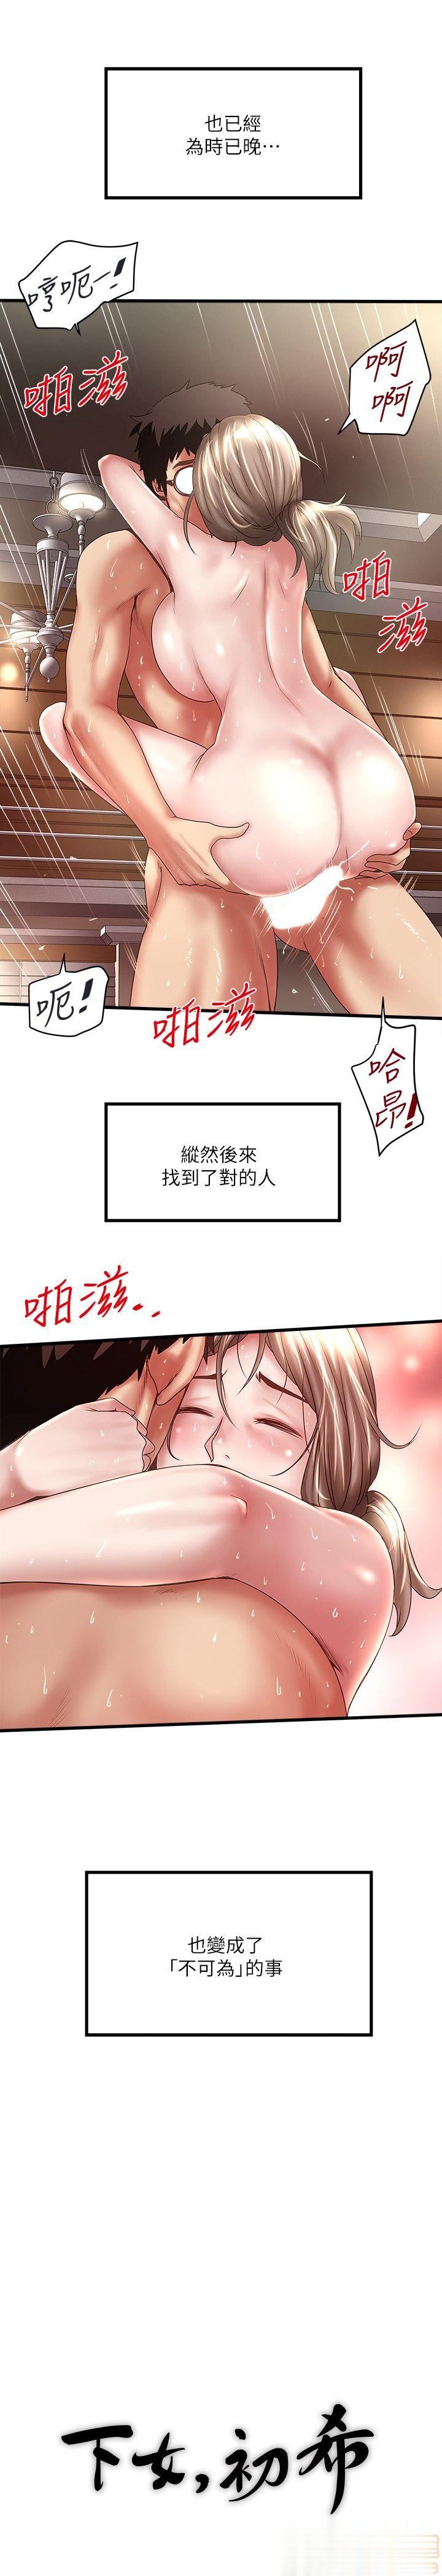 也已經
為時已晚…
哼呃一!
啪滋
啊
啊
啪
滋
呃!
啪滋
哈
昂!
縱然後來
找到了對的人
啪滋..
也變成了
「不可為」的事
下女,初希